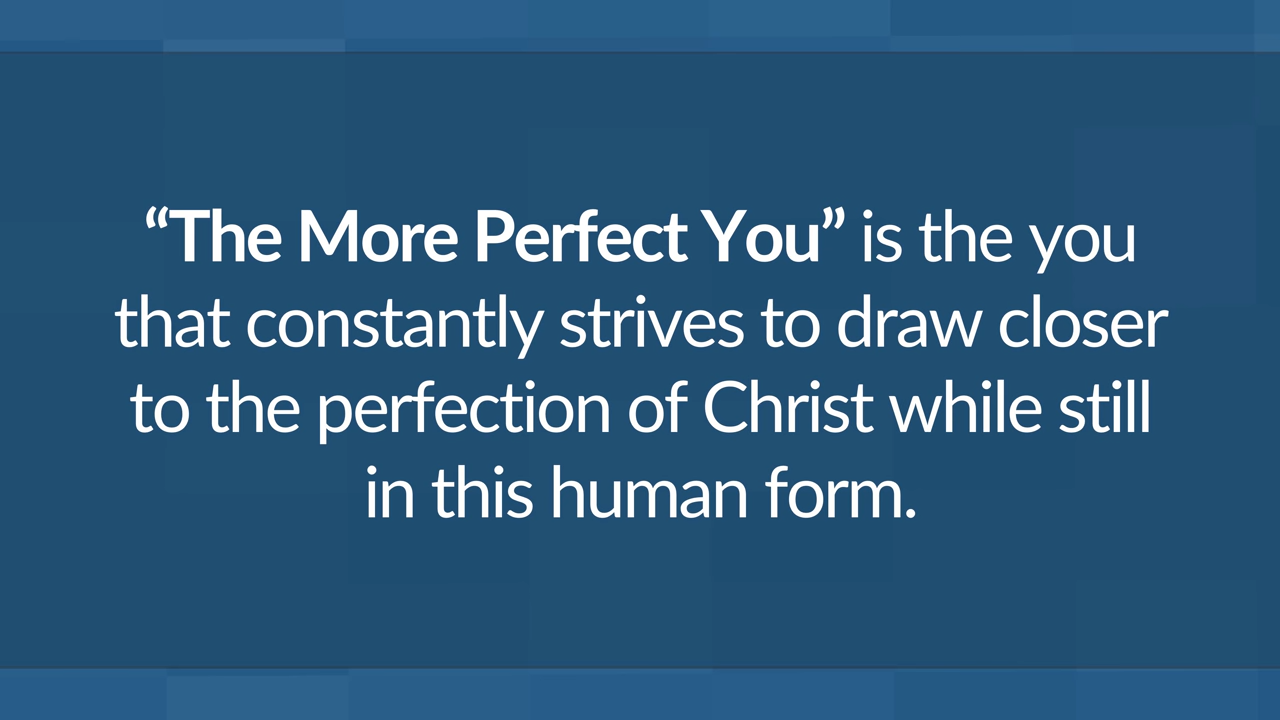 “The More Perfect You” is the you
that constantly strives to draw closer
to the perfection of Christ while still
in this human form.